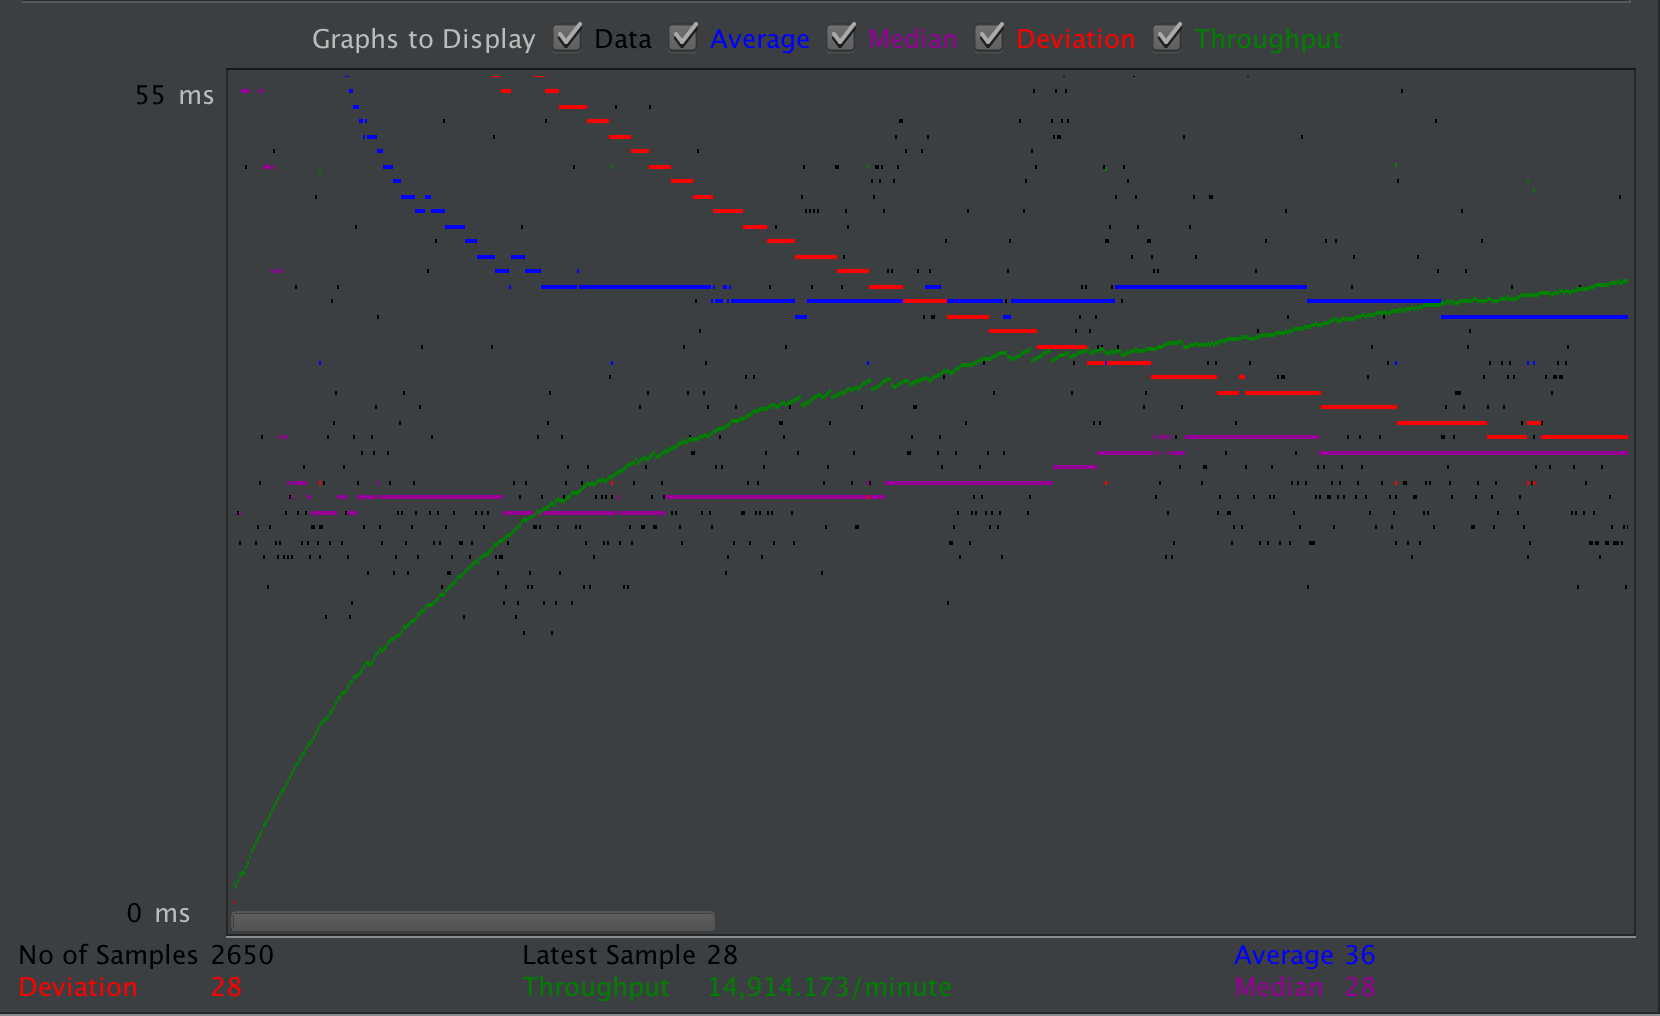 Graphs to Display Data Average Median Deviation Throughput
55 ms
0 ms
No of Samples 2650 Latest Sample 28 Average 36
Deviation 28 Throughput 14,914.173/minute Median 28